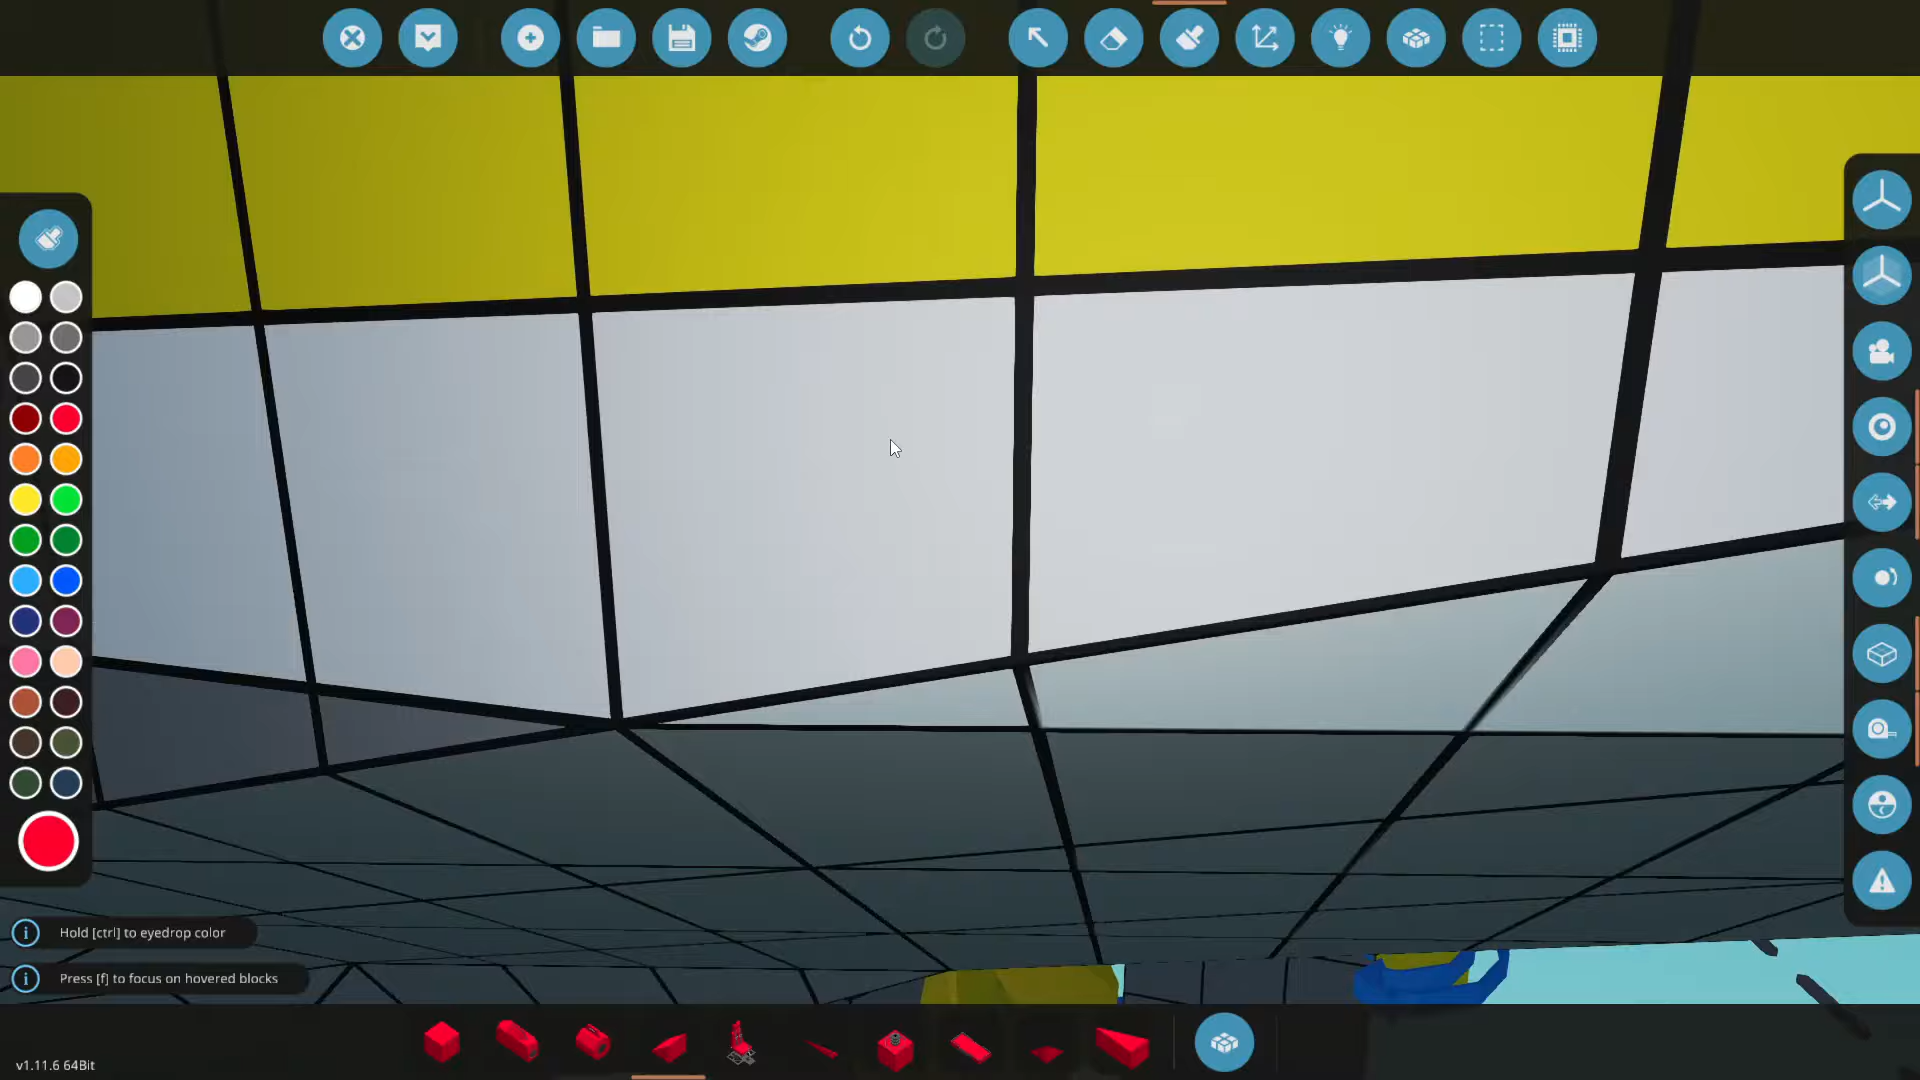 Hold [ctrl] to eyedrop color
Press [f] to focus on hovered blocks
v1.11.6 64Bit